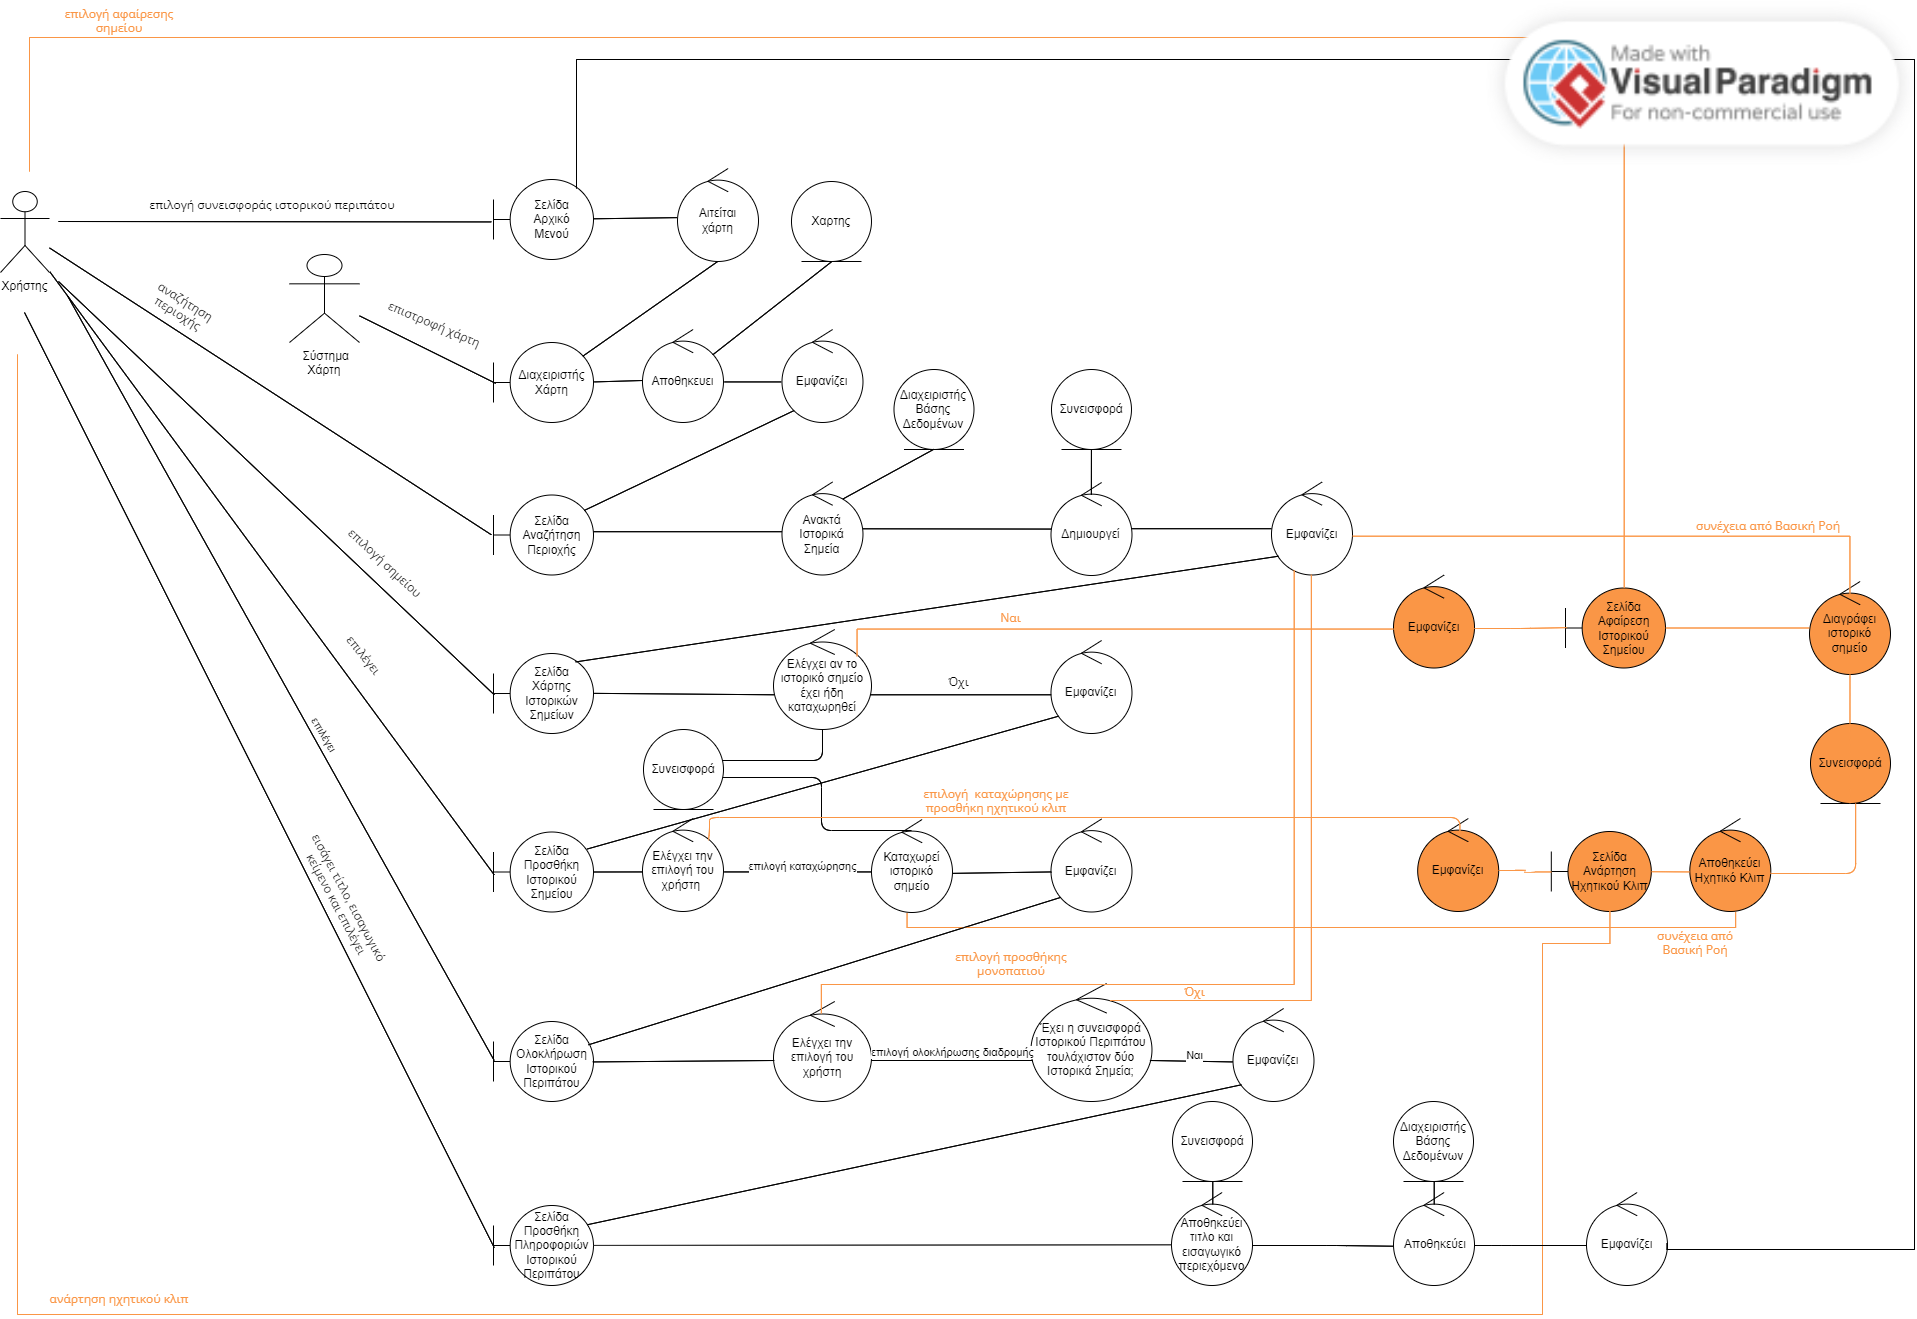 επιλογή αφαίρεσης
σημείου
Made with
Visual Paradigm
For non-commercial use
επιλογή συνεισφοράς ιστορικού περιπάτου
Σελίδα
Αρχικό
Μενού
Αιτείται
χάρτη
Χαρτης
Χρήστης
αναζήτηση
περιοχής
Σύστημα
Χάρτη
επιστροφή χάρτη
Διαχειριστής
Χάρτη
Αποθηκευει
Εμφανίζει
Διαχειριστής
Βάσης
Δεδομένων
Συνεισφορά
Σελίδα
Αναζήτηση
Περιοχής
Ανακτά
Ιστορικά
Σημεία
Δημιουργεί
Εμφανίζει
συνέχεια από Βασική Ροή
επιλογή σημείου
Ναι
Εμφανίζει
Σελίδα
Αφαίρεση
Ιστορικού
Σημείου
Διαγράφει
ιστορικό
σημείο
επιλέγει
Σελίδα
Χάρτης
Ιστορικών
Σημείων
Ελέγχει αν το
ιστορικό σημείο
έχει ήδη
καταχωρηθεί
Όχι
Εμφανίζει
επιλέγει
Συνεισφορά
Συνεισφορά
επιλογή καταχώρησης με
προσθήκη ηχητικού κλιπ
εισάγει τίτλο, εισαγωγικό
κείμενο και επιλέγει
Σελίδα
Προσθήκη
Ιστορικού
Σημείου
Ελέγχει την
επιλογή του
χρήστη
επιλογή καταχώρησης
Καταχωρεί
ιστορικό
σημείο
Εμφανίζει
Εμφανίζει
Σελίδα
Ανάρτηση
Ηχητικού Κλιπ
Αποθηκεύει
Ηχητικό Κλιπ
συνέχεια από
Βασική Ροή
επιλογή προσθήκης
μονοπατιού
Όχι
Σελίδα
Ολοκλήρωση
Ιστορικού
Περιπάτου
Ελέγχει την
επιλογή του
χρήστη
επιλογή ολοκλήρωσης διαδρομής
Έχει η συνεισφορά
Ιστορικού Περιπάτου
τουλάχιστον δύο
Ιστορικά Σημεία;
Ναι
Εμφανίζει
Συνεισφορά
Διαχειριστής
Βάσης
Δεδομένων
Σελίδα
Προσθήκη
Πληροφοριών
Ιστορικού
Περιπάτου
Αποθηκεύει
τιτλο και
εισαγωγικό
περιεχόμενο
Αποθηκεύει
Εμφανίζει
ανάρτηση ηχητικού κλιπ